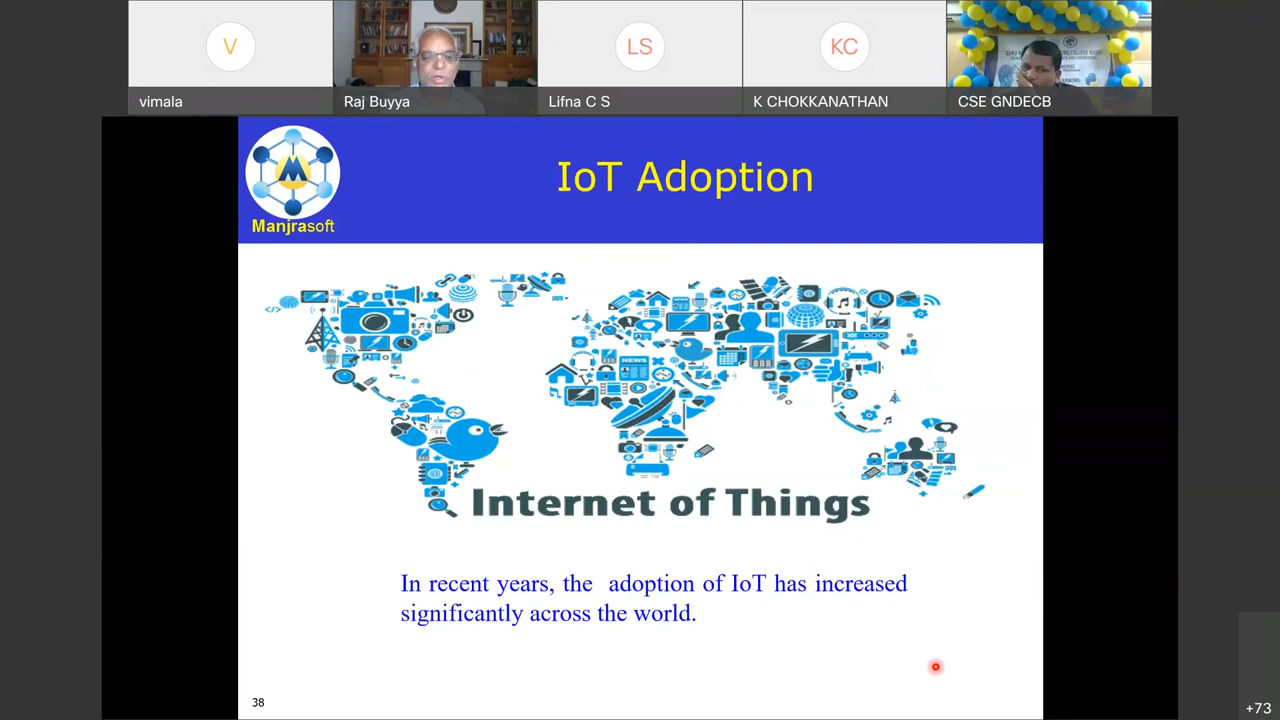 V
LS
KC
vimala
Raj Buyya
Lifna C S
K CHOKKANATHAN
CSE GNDECB
M
Manjrasoft
IoT Adoption
NEWS
Internet of Things
In recent years, the adoption of IoT has increased
significantly across the world.
38
+73